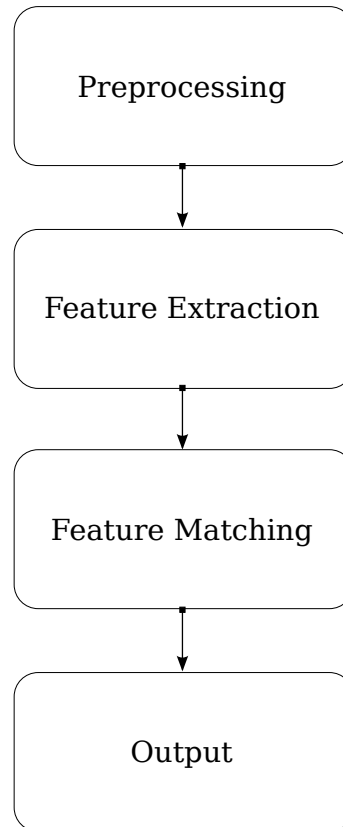 Preprocessing
Feature Extraction
Feature Matching
Output